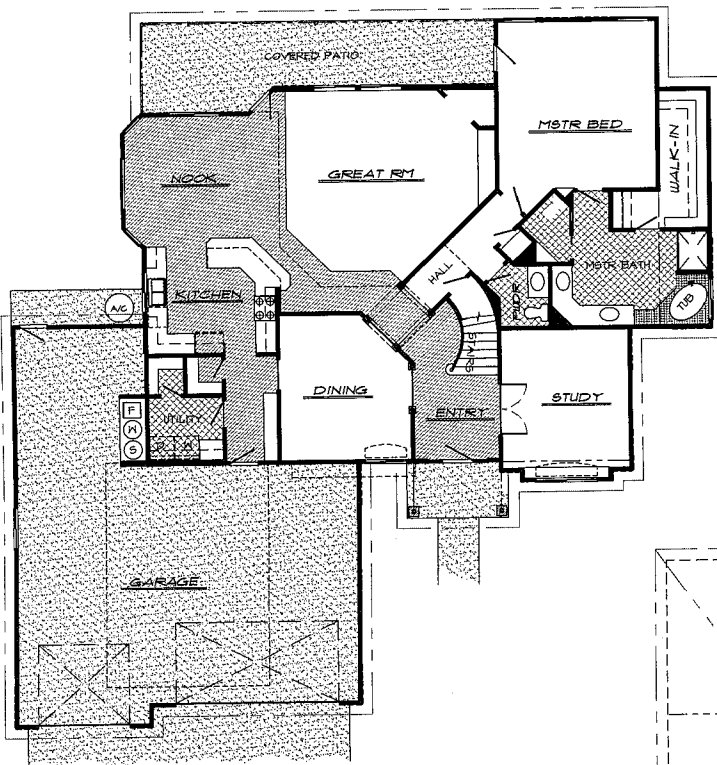 COVERED PATIO
MSTR BED
WALK-IN
NOOK
GREAT RM
MSTR BATH
HALL
KITCHEN
PWDR
TUB
A/C
STAIRS
DINING
STUDY
ENTRY
F
W
S
UTILITY
D
W
GARAGE